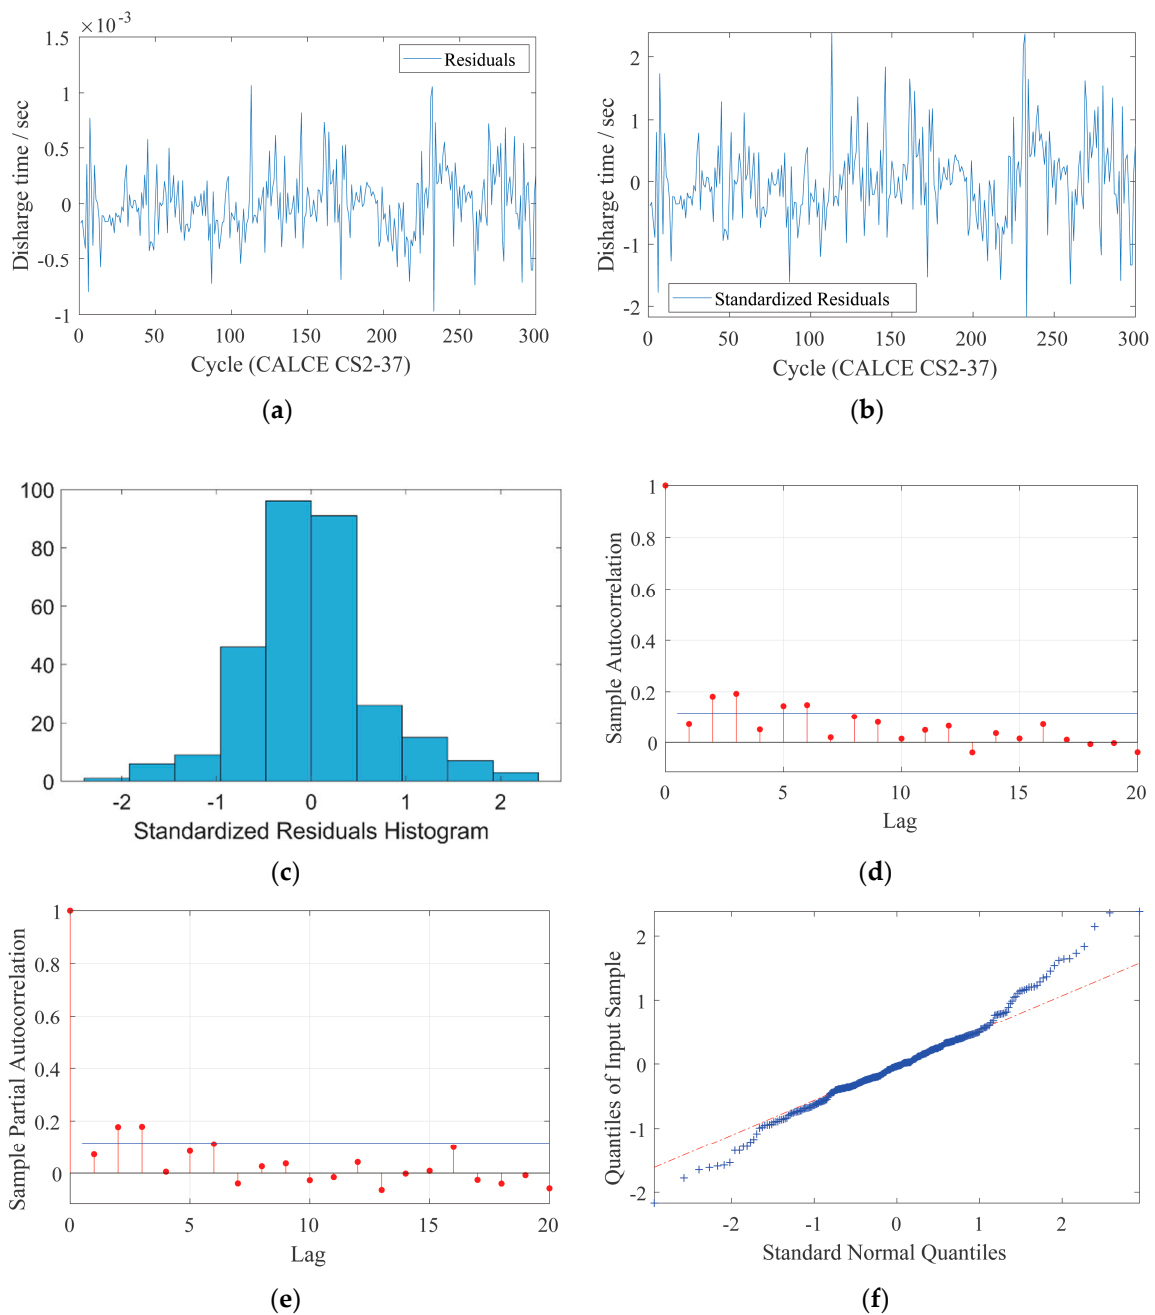 ×10⁻³
1.5
1
0.5
0
-0.5
-1
Disharge time / sec
Residuals
0 50 100 150 200 250 300
Cycle (CALCE CS2-37)
(a)
2
1
0
-1
-2
Disharge time / sec
Standardized Residuals
0 50 100 150 200 250 300
Cycle (CALCE CS2-37)
(b)
100
80
60
40
20
0
-2 -1 0 1 2
Standardized Residuals Histogram
(c)
1
0.8
0.6
0.4
0.2
0
Sample Autocorrelation
0 5 10 15 20
Lag
(d)
1
0.8
0.6
0.4
0.2
0
Sample Partial Autocorrelation
0 5 10 15 20
Lag
(e)
2
1
0
-1
-2
Quantiles of Input Sample
-2 -1 0 1 2
Standard Normal Quantiles
(f)